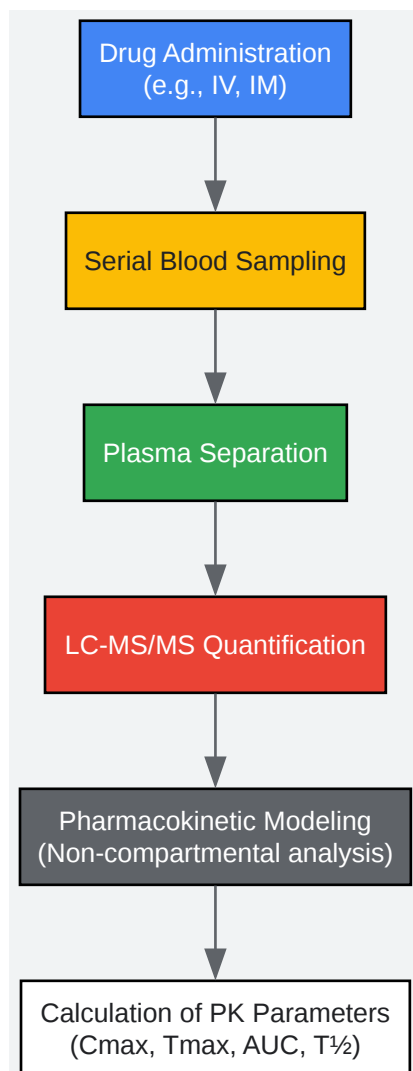 Drug Administration
(e.g., IV, IM)
Serial Blood Sampling
Plasma Separation
LC-MS/MS Quantification
Pharmacokinetic Modeling
(Non-compartmental analysis)
Calculation of PK Parameters
(Cmax, Tmax, AUC, T½)